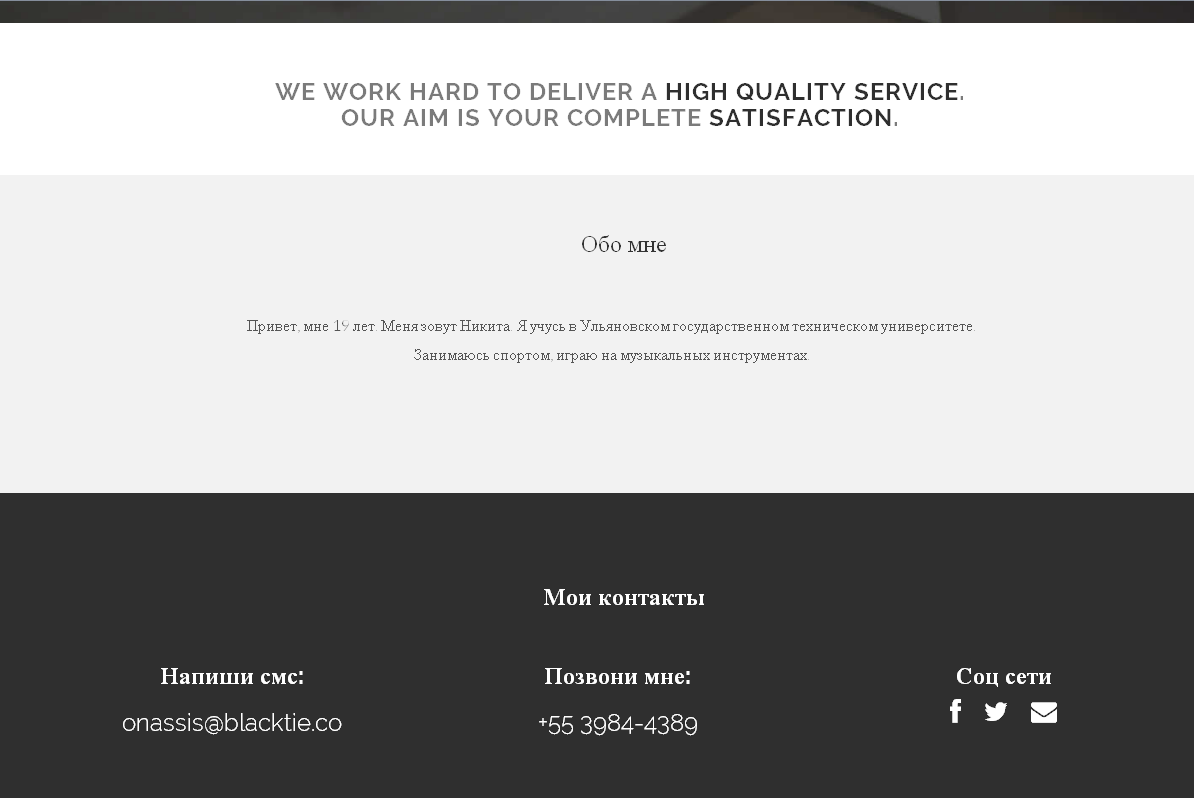 WE WORK HARD TO DELIVER A HIGH QUALITY SERVICE.
OUR AIM IS YOUR COMPLETE SATISFACTION.
Обо мне
Привет, мне 19 лет. Меня зовут Никита. Я учусь в Ульяновском государственном техническом университете.
Занимаюсь спортом, играю на музыкальных инструментах.
Мои контакты
Напиши смс:
Позвони мне:
Соц сети
onassis@blacktie.co
+55 3984-4389